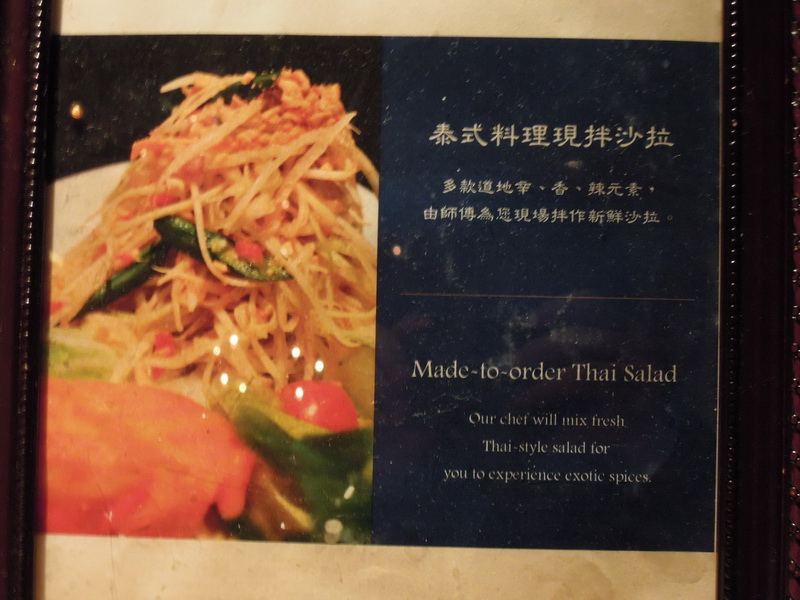 泰式料理現拌沙拉
多款道地辛、香、辣元素，
由師傅為您現場拌作新鮮沙拉。
Made-to-order Thai Salad
Our chef will mix fresh
Thai-style salad for
you to experience exotic spices.